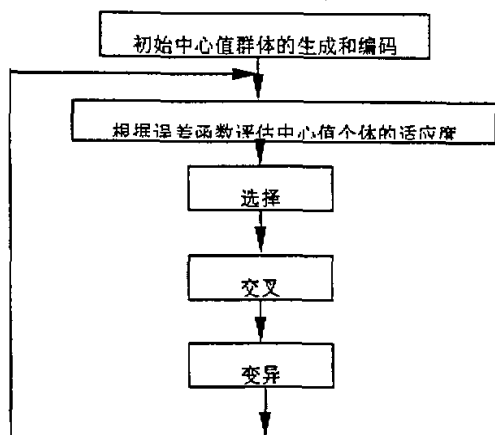 初始中心值群体的生成和编码
根据误差函数评估中心值个体的适应度
选择
交叉
变异